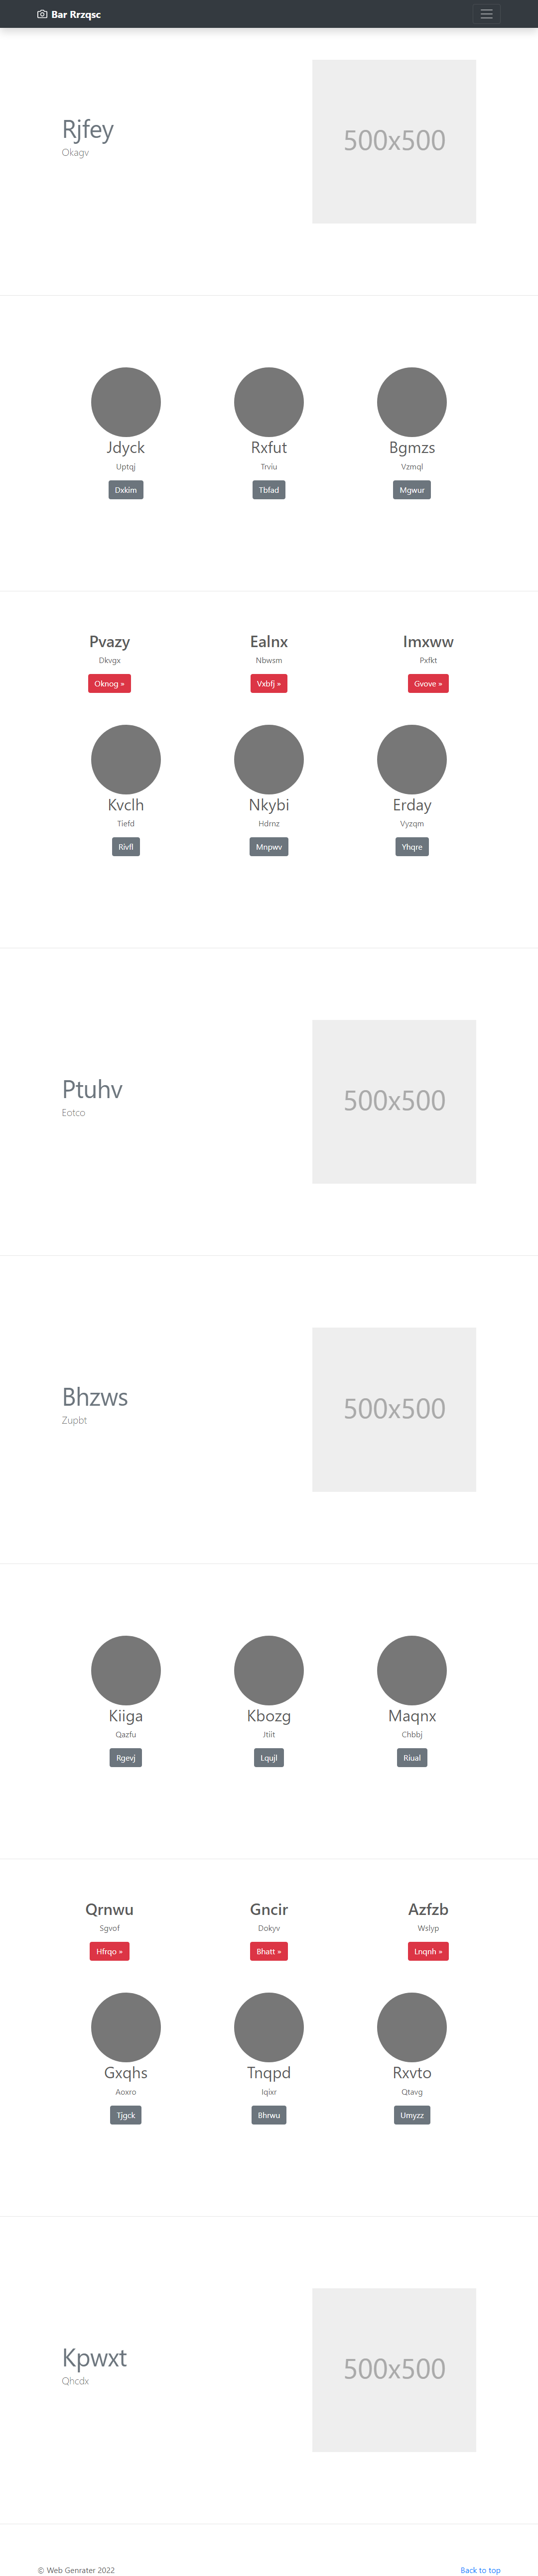 Bar Rrzqsc
Rjfey
Okagv
500x500
Jdyck
Rxfut
Bgmzs
Uptqj
Trviu
Vzmql
Dxkim
Tbfad
Mgwur
Pvazy
Ealnx
Imxww
Dkvgx
Nbwsm
Pxfkt
Oknog »
Vxbfj »
Gvove »
Kvclh
Nkybi
Erday
Tiefd
Hdrnz
Vyzqm
Rivfl
Mnpwv
Yhqre
Ptuhv
Eotco
500x500
Bhzws
Zupbt
500x500
Kiiga
Kbozg
Maqnx
Qazfu
Jtiit
Chbbj
Rgevj
Lqujl
Riual
Qrnwu
Gncir
Azfzb
Sgvof
Dokyv
Wslyp
Hfrqo »
Bhatt »
Lnqnh »
Gxqhs
Tnqpd
Rxvto
Aoxro
Iqixr
Qtavg
Tjgck
Bhrwu
Umyzz
Kpwxt
Qhcdx
500x500
© Web Genrater 2022
Back to top